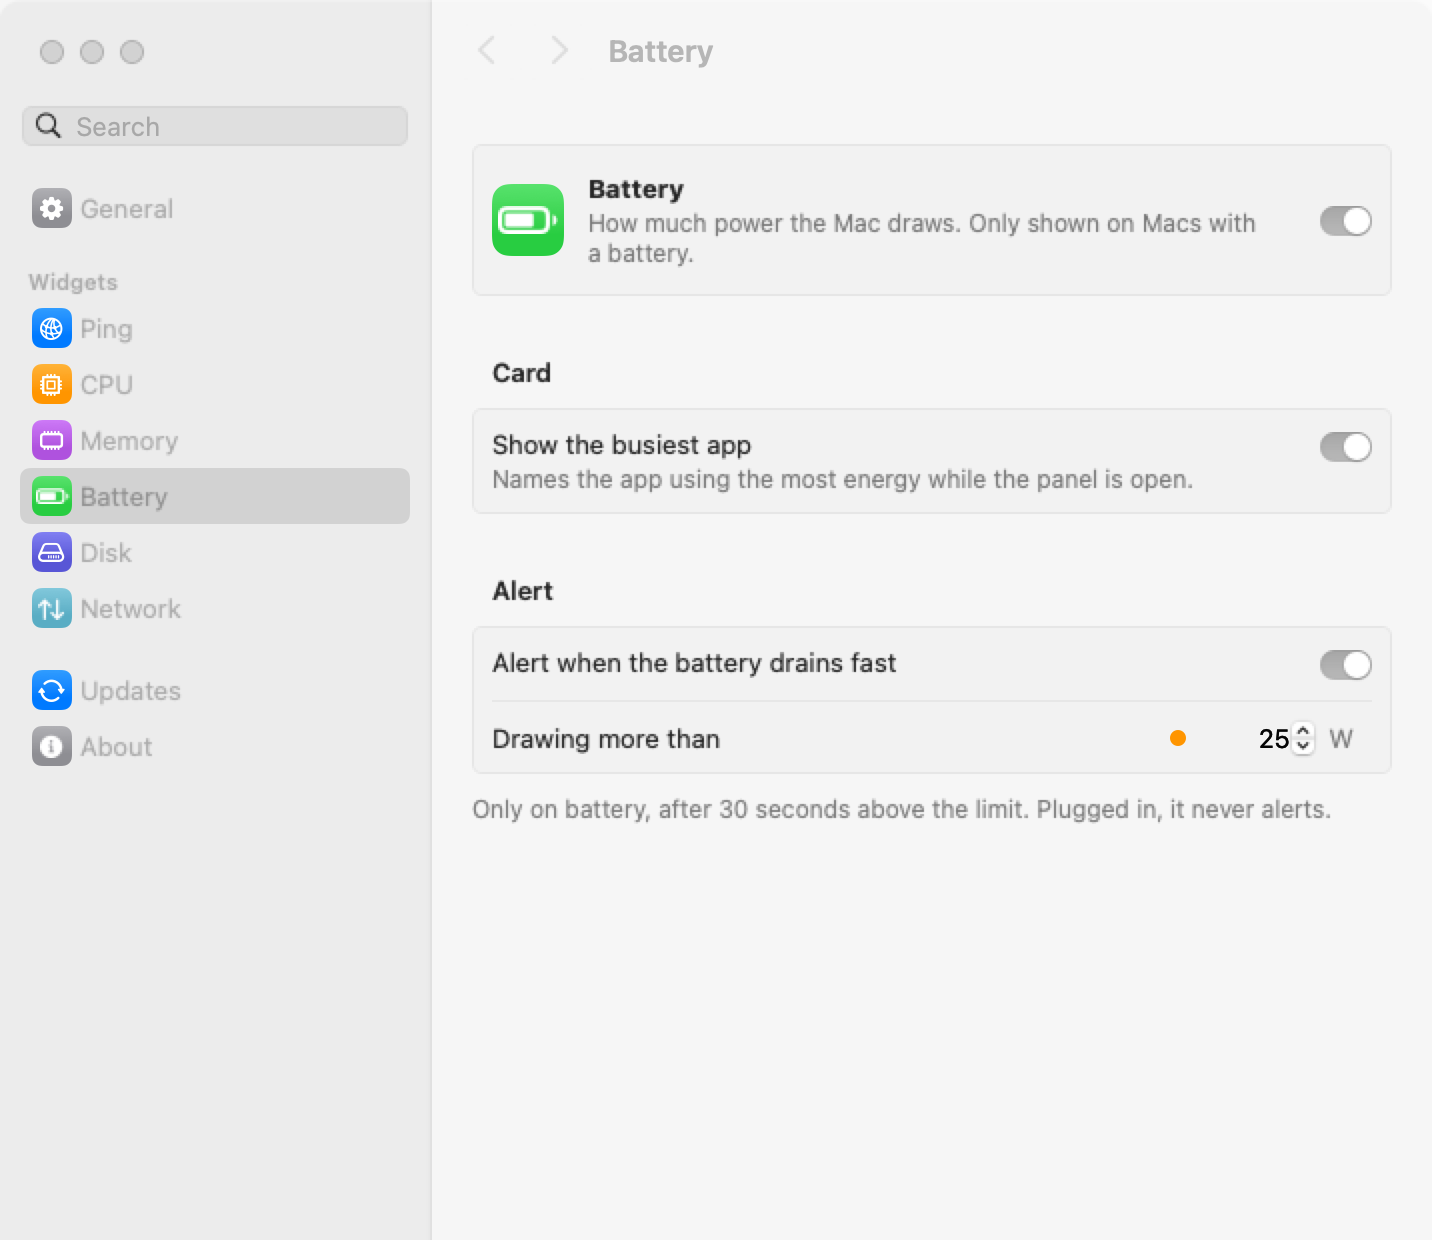 Battery
Search
General
Widgets
Ping
CPU
Memory
Battery
Disk
Network
Updates
About
Battery
How much power the Mac draws. Only shown on Macs with
a battery.
Card
Show the busiest app
Names the app using the most energy while the panel is open.
Alert
Alert when the battery drains fast
Drawing more than 25 W
Only on battery, after 30 seconds above the limit. Plugged in, it never alerts.